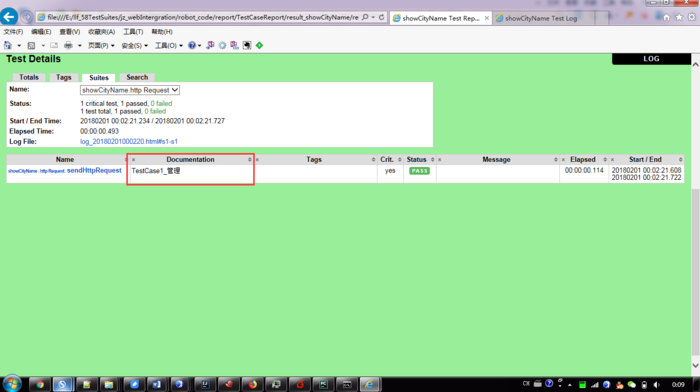 file:///E:/lif_58TestSuites/jz_webIntergration/robot_code/report/TestCaseReport/result_showCityName/re
showCityName Test Rep...
showCityName Test Log
文件(F) 编辑(E) 查看(V) 收藏夹(A) 工具(T) 帮助(H)
页面(P) 安全(S) 工具(O)
Test Details
LOG
Totals Tags Suites Search
Name: showCityName.http Request
Status: 1 critical test, 1 passed, 0 failed
1 test total, 1 passed, 0 failed
Start / End Time: 20180201 00:02:21.234 / 20180201 00:02:21.727
Elapsed Time: 00:00:00.493
Log File: log_20180201000220.html#s1-s1
Name × Documentation × Tags × Crit. × Status × Message × Elapsed × Start / End
showCityName . http Request . sendHttpRequest TestCase1_管理 yes PASS 00:00:00.114 20180201 00:02:21.608
20180201 00:02:21.722
CK
0:09